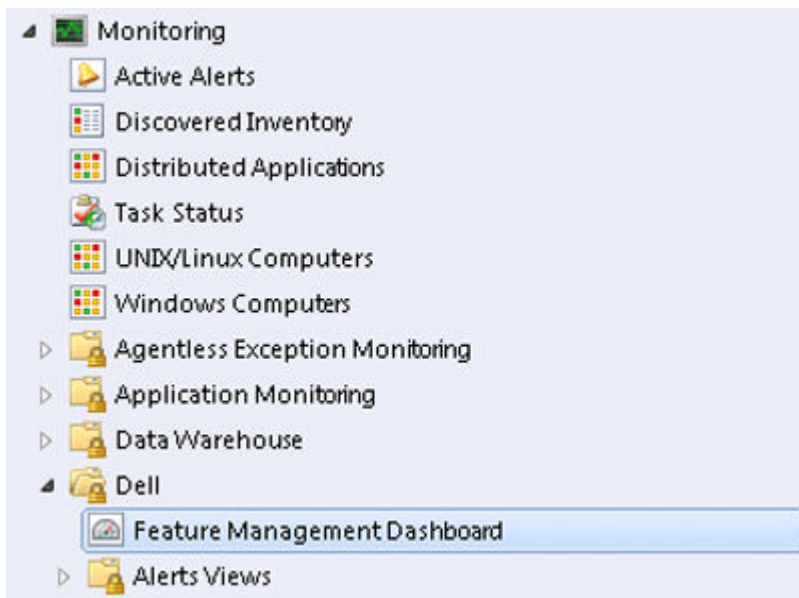 Monitoring
Active Alerts
Discovered Inventory
Distributed Applications
Task Status
UNIX/Linux Computers
Windows Computers
Agentless Exception Monitoring
Application Monitoring
Data Warehouse
Dell
Feature Management Dashboard
Alerts Views